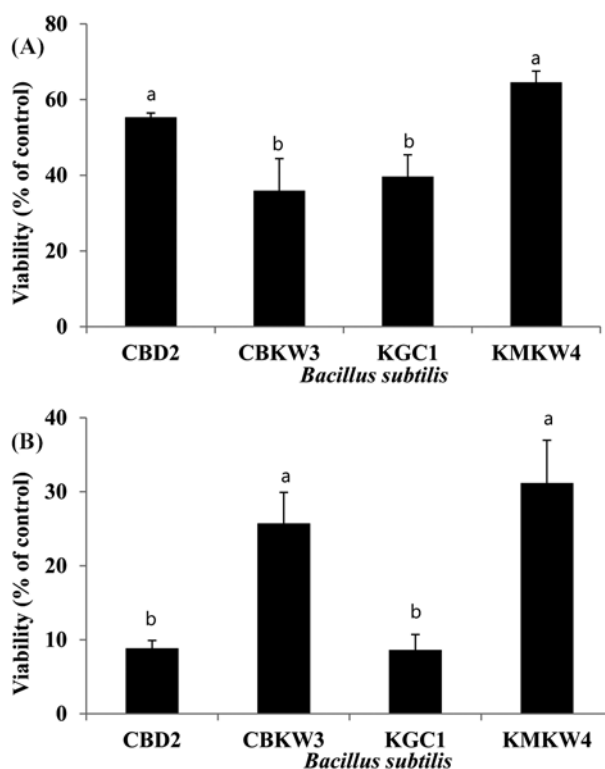 (A)
Viability (% of control)
80
60
40
20
0
a
b
b
a
CBD2 CBKW3 KGC1 KMKW4
Bacillus subtilis
(B)
Viability (% of control)
40
30
20
10
0
b
a
b
a
CBD2 CBKW3 KGC1 KMKW4
Bacillus subtilis